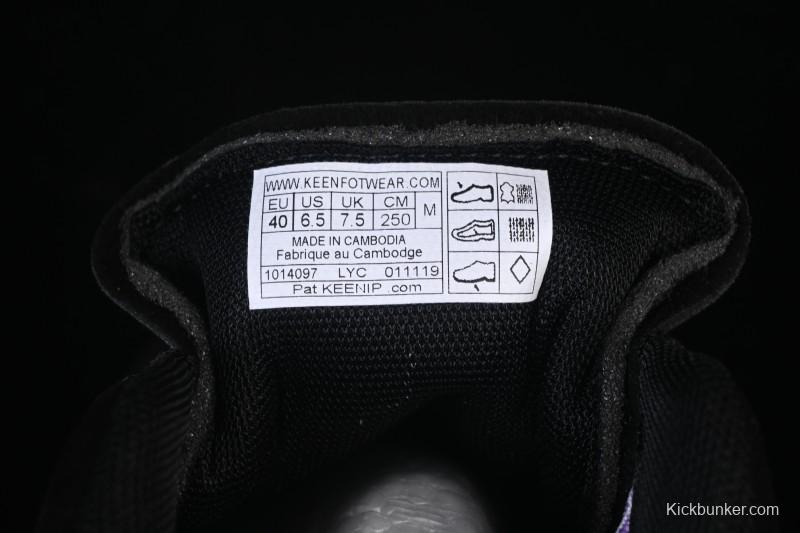 WWW.KEENFOTWEAR.COM
EU US UK CM M
40 6.5 7.5 250
MADE IN CAMBODIA
Fabrique au Cambodge
1014097 LYC 011119
Pat KEENIP .com
Kickbunker.com